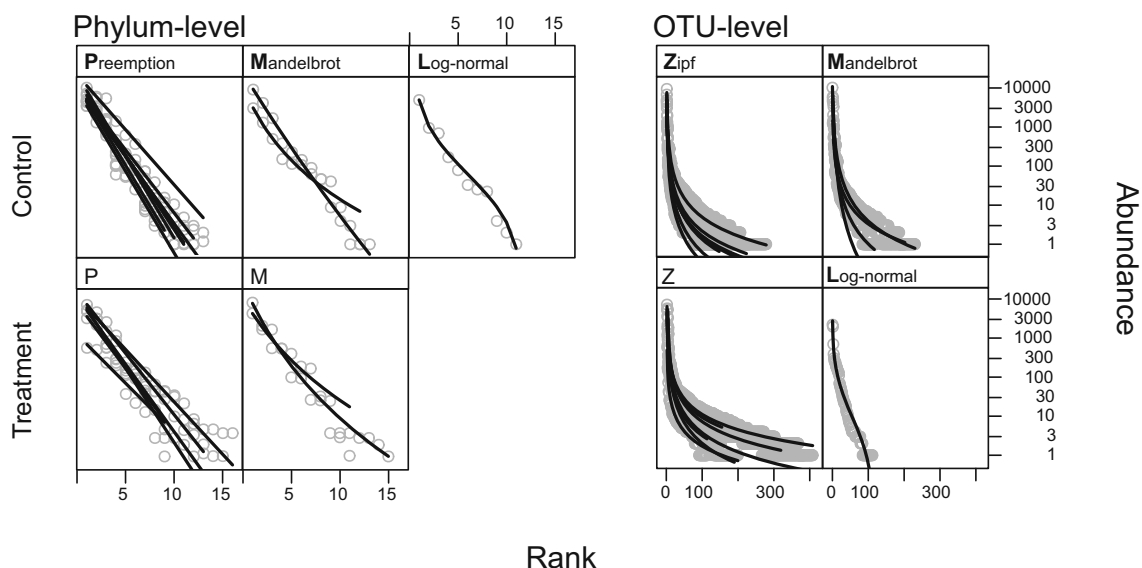 Phylum-level
5 10 15
OTU-level
Preemption
Mandelbrot
Log-normal
Zipf
Mandelbrot
Control
10000
3000
1000
300
100
30
10
3
1
Abundance
P
M
Z
Log-normal
Treatment
10000
3000
1000
300
100
30
10
3
1
5 10 15
5 10 15
0 100 300
0 100 300
Rank